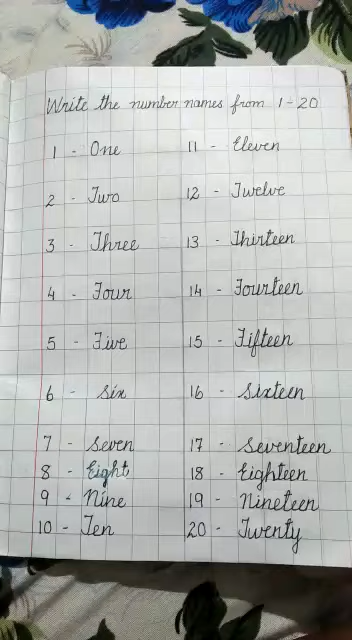 Write the number names from 1-20
1 - One
2 - Two
3 - Three
4 - Four
5 - Five
6 - Six
7 - Seven
8 - Eight
9 - Nine
10 - Ten
11 - Eleven
12 - Twelve
13 - Thirteen
14 - Fourteen
15 - Fifteen
16 - Sixteen
17 - Seventeen
18 - Eighteen
19 - Nineteen
20 - Twenty